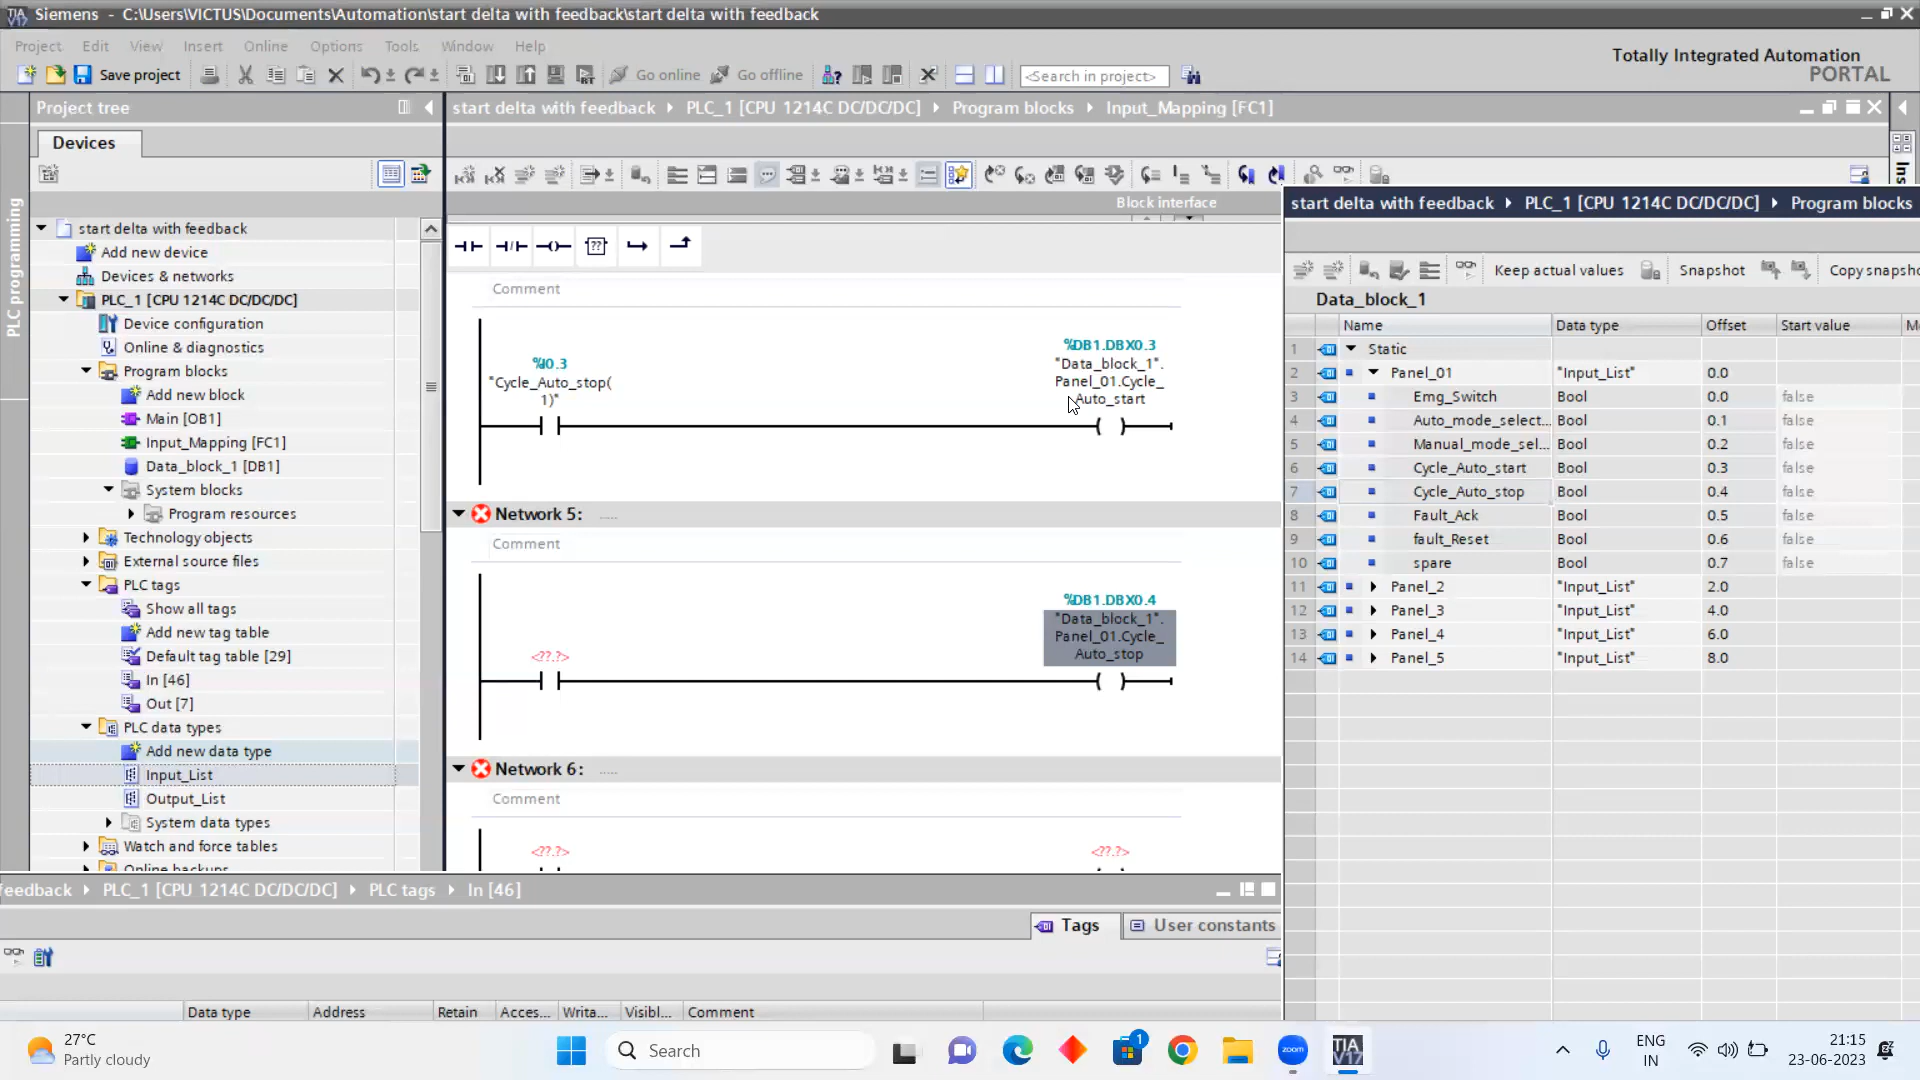 Siemens - C:\Users\VICTUS\Documents\Automation\start delta with feedback\start delta with feedback
Project Edit View Insert Online Options Tools Window Help
Totally Integrated Automation
PORTAL
Save project
Go online
Go offline
<Search in project>
Project tree
start delta with feedback PLC_1 [CPU 1214C DC/DC/DC] Program blocks Input_Mapping [FC1]
Devices
PLC programming
Block interface
start delta with feedback
Add new device
Devices & networks
PLC_1 [CPU 1214C DC/DC/DC]
Device configuration
Online & diagnostics
Program blocks
Add new block
Main [OB1]
Input_Mapping [FC1]
Data_block_1 [DB1]
System blocks
Program resources
Technology objects
External source files
PLC tags
Show all tags
Add new tag table
Default tag table [29]
In [46]
Out [7]
PLC data types
Add new data type
Input_List
Output_List
System data types
Watch and force tables
Online backups
??
Comment
%I0.3
"Cycle_Auto_stop(
1)"
%DB1.DBX0.3
"Data_block_1".
Panel_01.Cycle_
Auto_start
Network 5: .....
Comment
<??.?>
%DB1.DBX0.4
"Data_block_1".
Panel_01.Cycle_
Auto_stop
Network 6: .....
Comment
<??.?>
<??.?>
Ins
start delta with feedback PLC_1 [CPU 1214C DC/DC/DC] Program blocks
Keep actual values Snapshot Copy snapsho
Data_block_1
Name Data type Offset Start value M
1 Static
2 Panel_01 "Input_List" 0.0
3 Emg_Switch Bool 0.0 false
4 Auto_mode_select... Bool 0.1 false
5 Manual_mode_sel... Bool 0.2 false
6 Cycle_Auto_start Bool 0.3 false
7 Cycle_Auto_stop Bool 0.4 false
8 Fault_Ack Bool 0.5 false
9 fault_Reset Bool 0.6 false
10 spare Bool 0.7 false
11 Panel_2 "Input_List" 2.0
12 Panel_3 "Input_List" 4.0
13 Panel_4 "Input_List" 6.0
14 Panel_5 "Input_List" 8.0
feedback PLC_1 [CPU 1214C DC/DC/DC] PLC tags In [46]
Tags User constants
Data type Address Retain Acces... Writa... Visibl... Comment
27°C
Partly cloudy
Search
1
zoom
TIA
V17
ENG
IN
21:15
23-06-2023